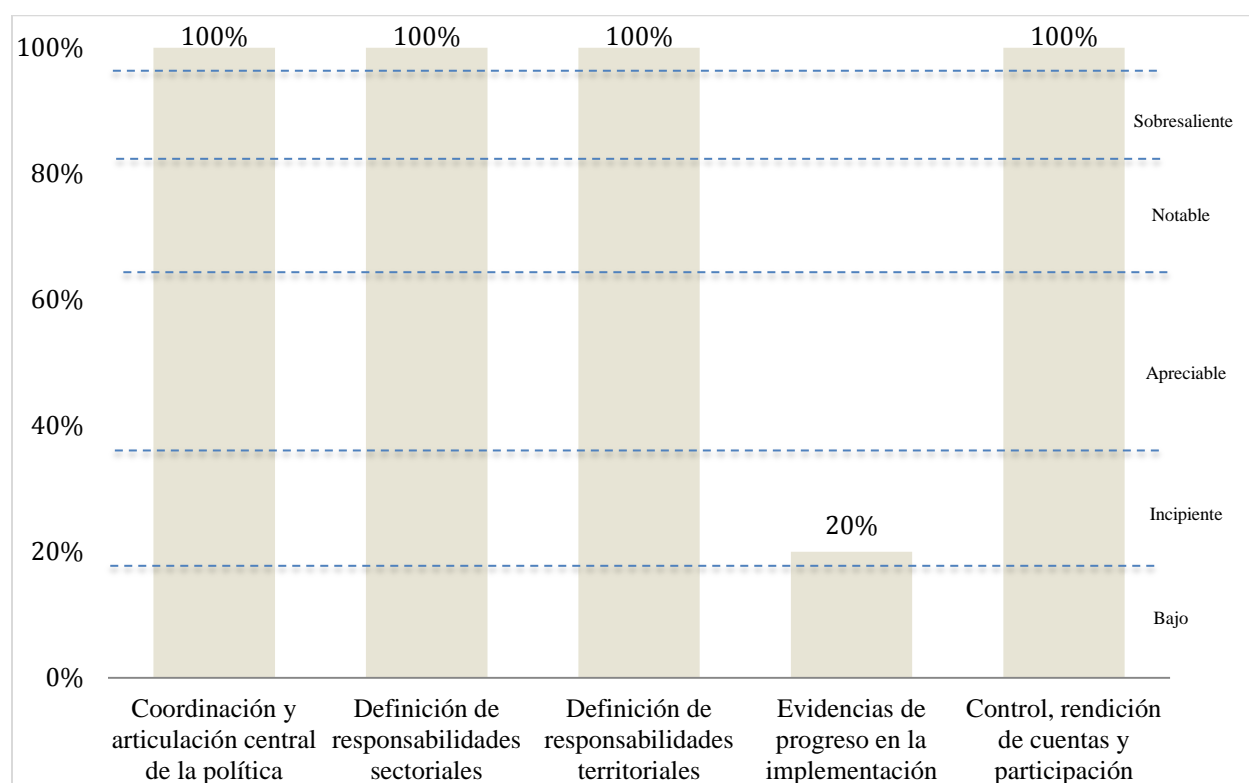 100%
100%
100%
100%
100%
Sobresaliente
80%
Notable
60%
Apreciable
40%
Incipiente
20%
20%
Bajo
0%
Coordinación y
articulación central
de la política
Definición de
responsabilidades
sectoriales
Definición de
responsabilidades
territoriales
Evidencias de
progreso en la
implementación
Control, rendición
de cuentas y
participación